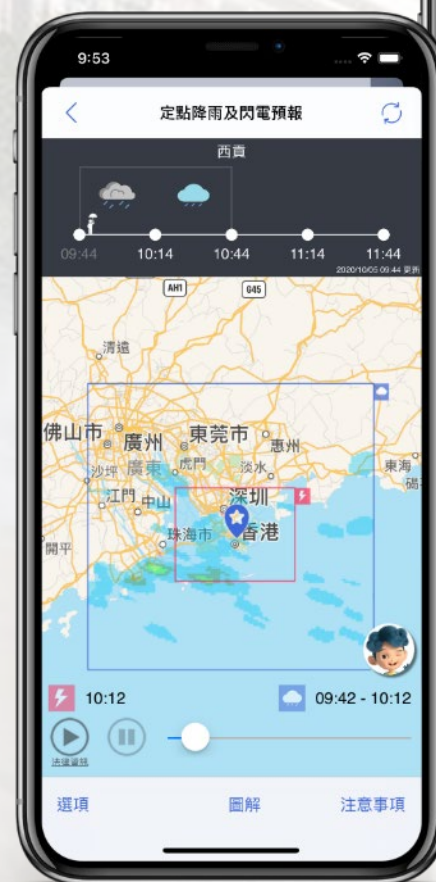 9:53
定點降雨及閃電預報
西貢
09:44 10:14 10:44 11:14 11:44
2020/10/05 09:44 更新
AH1 G45
清遠
佛山市 廣州 東莞市 惠州
沙坪 廣東 虎門 淡水 東海
江門 中山 深圳
開平 珠海市 香港
10:12 09:42 - 10:12
法律資訊
選項 圖解 注意事項